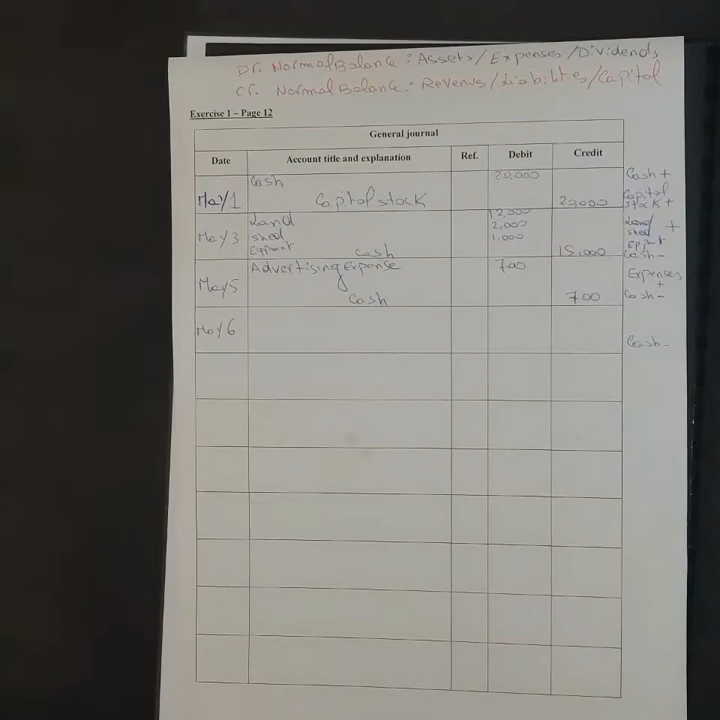 Dr. Normal Balance : Assets / Expenses / Dividends
Cr. Normal Balance : Revenus / Liabilities / Capital
Exercise 1 – Page 12
General journal
Date Account title and explanation Ref. Debit Credit
Cash 20,000 Cash +
May 1 Capital stock 20,000 Capital
stock +
Land 12,000 Land
May 3 Shed 2,000 Shed +
Eqpment 1,000 Eqpmt
Cash 15,000 Cash -
Advertising Expense 700 Expenses
+
May 5 Cash 700 Cash -
May 6
Cash -